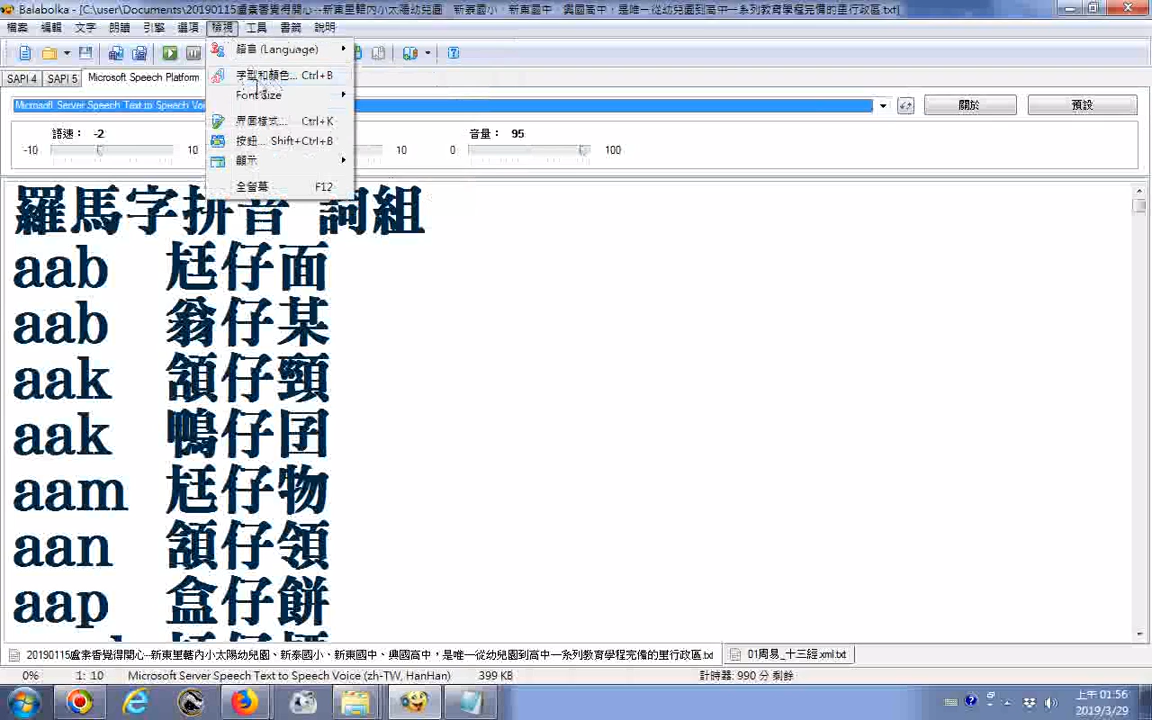 Balabolka - [C:\user\Documents\20190115盧素香覺得開心--新東里轄內小太陽幼兒園、新泰國小、新東國中、興國高中，是唯一從幼兒園到高中一系列教育學程完備的里行政區.txt]
檔案 編輯 文字 朗讀 引擎 選項 檢視 工具 書籤 說明
語言 (Language)
字型和顏色... Ctrl+B
Font Size
界面樣式... Ctrl+K
按鈕... Shift+Ctrl+B
顯示
全螢幕 F12
SAPI 4 SAPI 5 Microsoft Speech Platform
Microsoft Server Speech Text to Speech Voi
關於 預設
語速： -2 音量： 95
-10 10 10 0 100
羅馬字拼音 詞組
aab 尪仔面
aab 翁仔某
aak 頷仔頸
aak 鴨仔囝
aam 尪仔物
aan 頷仔領
aap 盒仔餅
20190115盧素香覺得開心--新東里轄內小太陽幼兒園、新泰國小、新東國中、興國高中，是唯一從幼兒園到高中一系列教育學程完備的里行政區.txt 01周易_十三經.xml.txt
0% 1: 10 Microsoft Server Speech Text to Speech Voice (zh-TW, HanHan) 399 KB 計時器: 990 分 剩餘
上午 01:56
2019/3/29